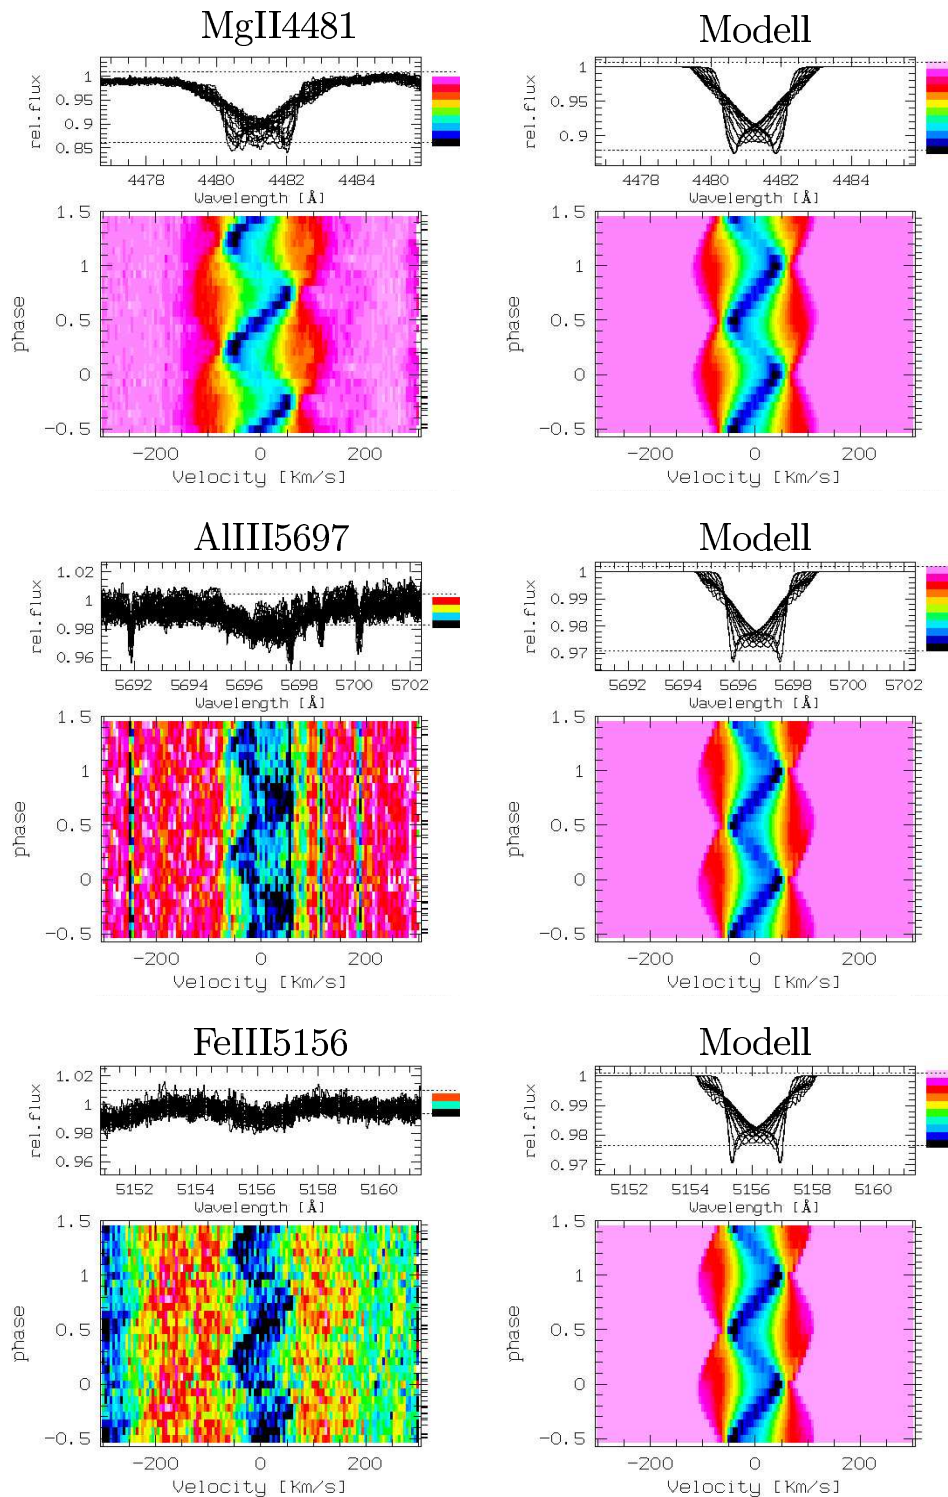 MgII4481 Modell
rel.flux 1 0.95 0.9 0.85
4478 4480 4482 4484
Wavelength [Å]
rel.flux 1 0.95 0.9
4478 4480 4482 4484
Wavelength [Å]
phase 1.5 1 0.5 0 -0.5
-200 0 200
Velocity [Km/s]
phase 1.5 1 0.5 0 -0.5
-200 0 200
Velocity [Km/s]
AlIII5697 Modell
rel.flux 1.02 1 0.98 0.96
5692 5694 5696 5698 5700 5702
Wavelength [Å]
rel.flux 1 0.99 0.98 0.97
5692 5694 5696 5698 5700 5702
Wavelength [Å]
phase 1.5 1 0.5 0 -0.5
-200 0 200
Velocity [Km/s]
phase 1.5 1 0.5 0 -0.5
-200 0 200
Velocity [Km/s]
FeIII5156 Modell
rel.flux 1.02 1 0.98 0.96
5152 5154 5156 5158 5160
Wavelength [Å]
rel.flux 1 0.99 0.98 0.97
5152 5154 5156 5158 5160
Wavelength [Å]
phase 1.5 1 0.5 0 -0.5
-200 0 200
Velocity [Km/s]
phase 1.5 1 0.5 0 -0.5
-200 0 200
Velocity [Km/s]